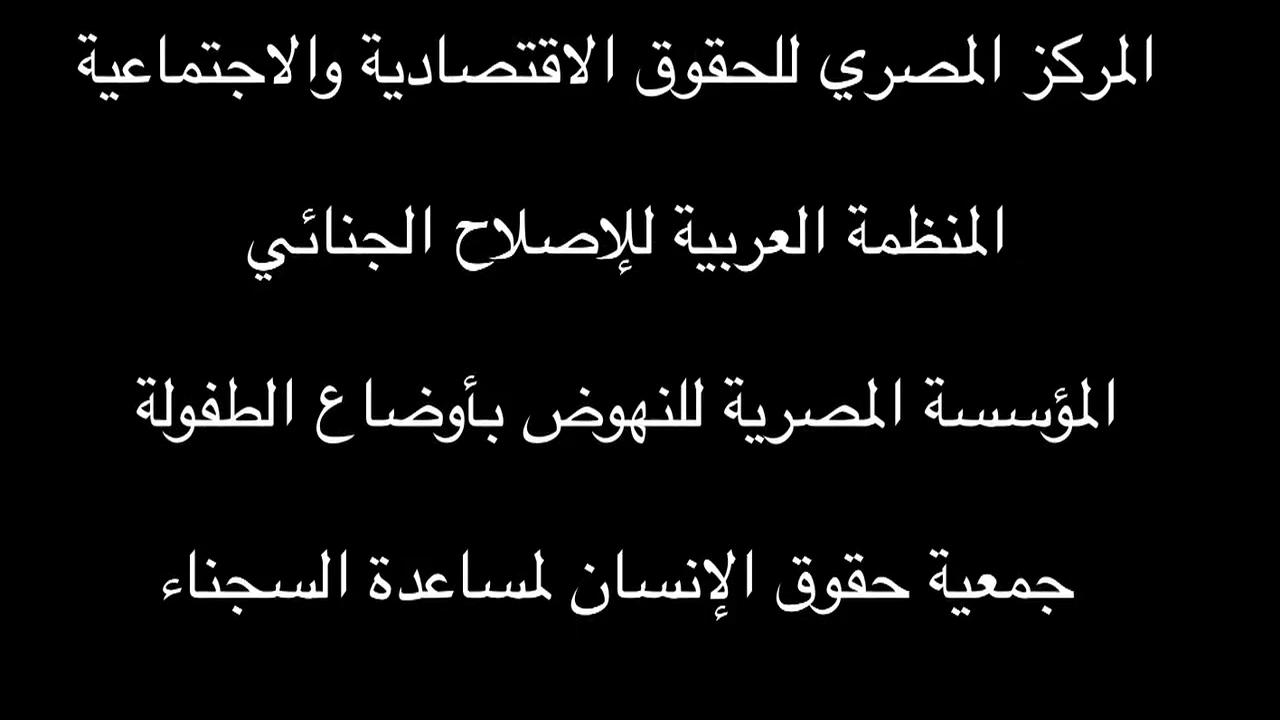 المركز المصري للحقوق الاقتصادية والاجتماعية
المنظمة العربية للإصلاح الجنائي
المؤسسة المصرية للنهوض بأوضاع الطفولة
جمعية حقوق الإنسان لمساعدة السجناء